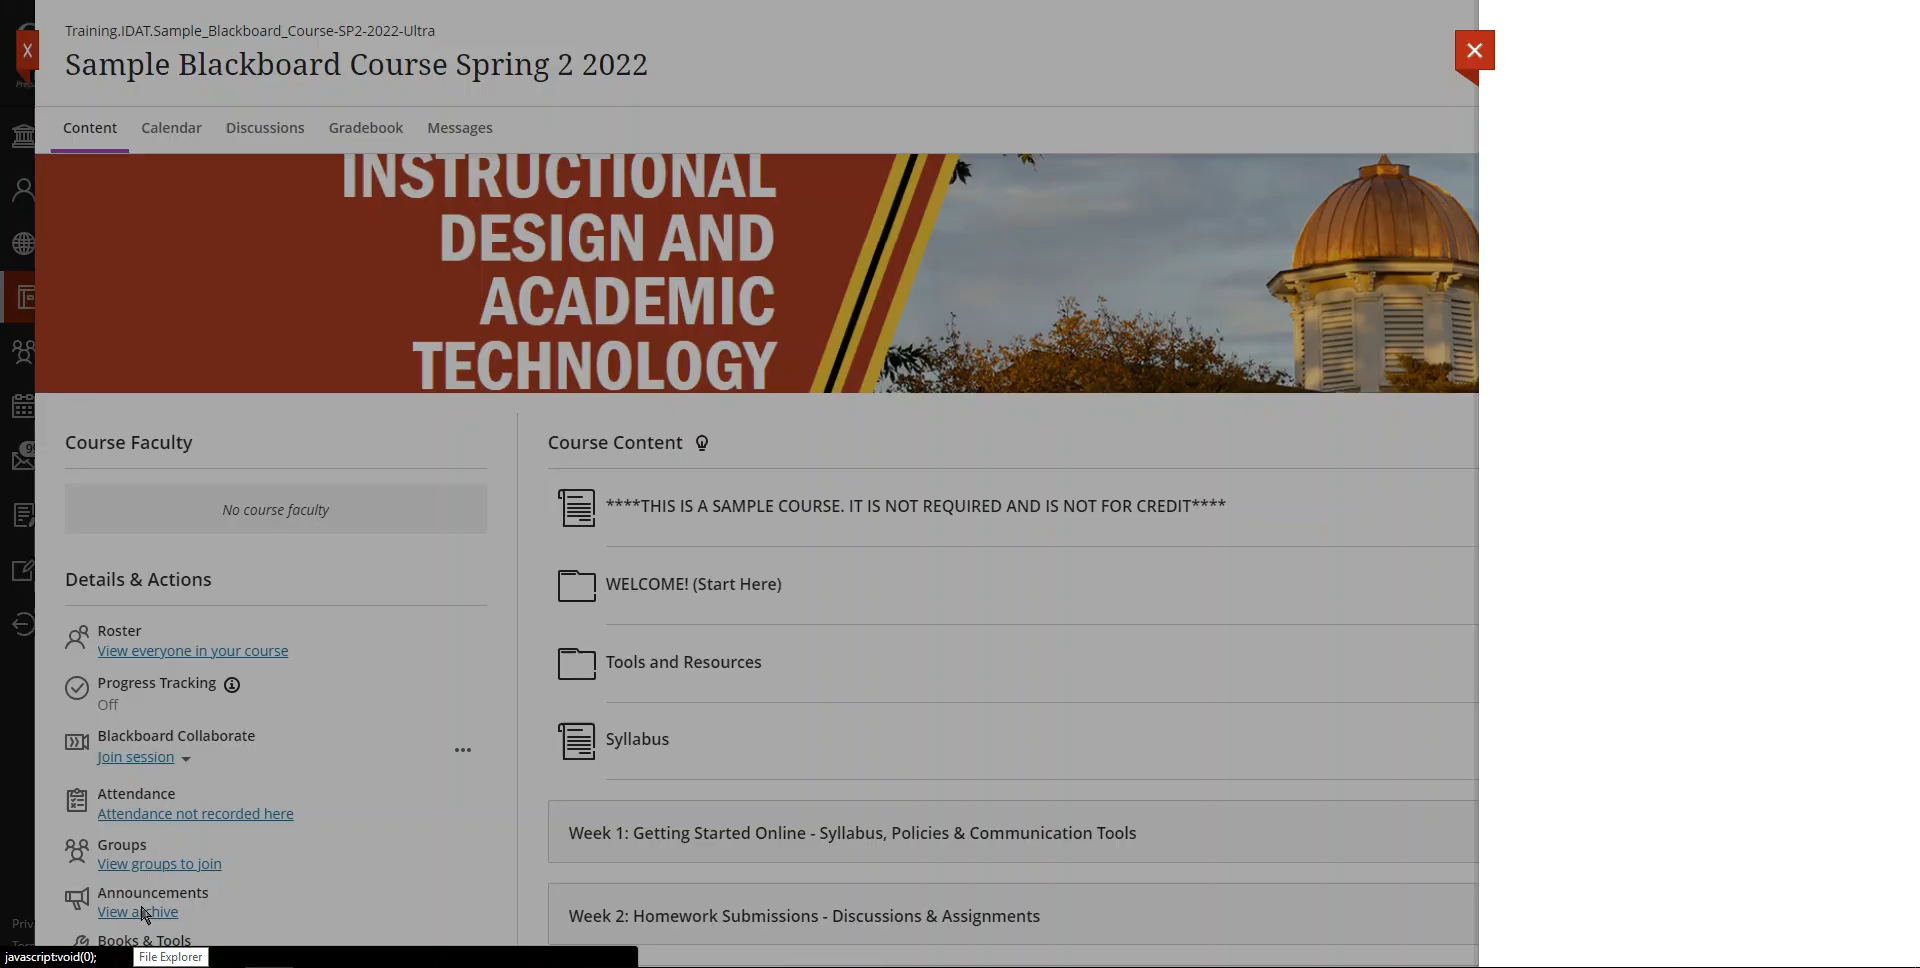 Training.IDAT.Sample_Blackboard_Course-SP2-2022-Ultra
Sample Blackboard Course Spring 2 2022
Content
Calendar
Discussions
Gradebook
Messages
INSTRUCTIONAL
DESIGN AND
ACADEMIC
TECHNOLOGY
Course Faculty
No course faculty
Details & Actions
Roster
View everyone in your course
Progress Tracking
Off
Blackboard Collaborate
Join session
Attendance
Attendance not recorded here
Groups
View groups to join
Announcements
View archive
Books & Tools
Course Content
****THIS IS A SAMPLE COURSE. IT IS NOT REQUIRED AND IS NOT FOR CREDIT****
WELCOME! (Start Here)
Tools and Resources
Syllabus
Week 1: Getting Started Online - Syllabus, Policies & Communication Tools
Week 2: Homework Submissions - Discussions & Assignments
javascript:void(0);
File Explorer